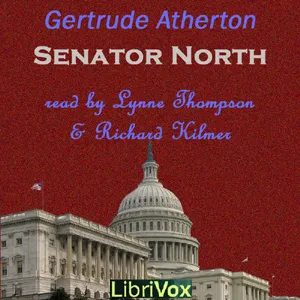 Gertrude Atherton
SENATOR NORTH
read by Lynne Thompson
& Richard Kilmer
LibriVox